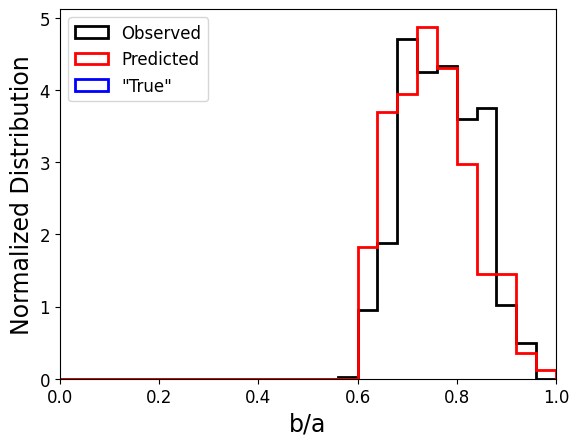 Observed
Predicted
"True"
Normalized Distribution
5
4
3
2
1
0
0.0 0.2 0.4 0.6 0.8 1.0
b/a